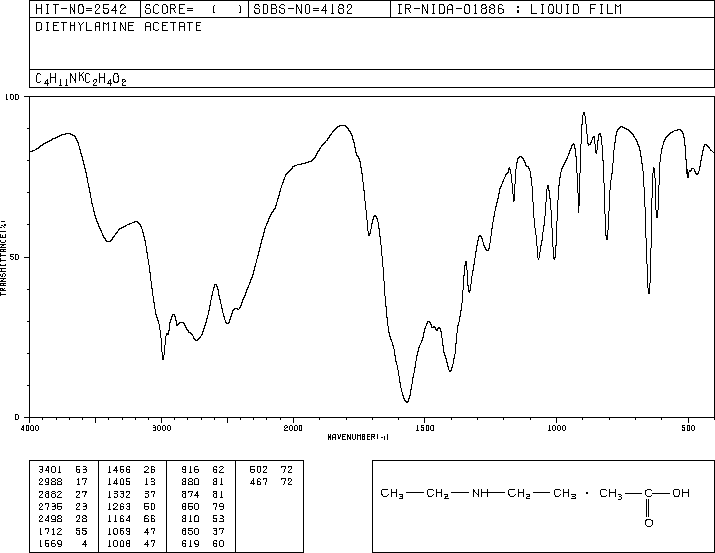 HIT-NO=2542 SCORE= ( ) SDBS-NO=4182 IR-NIDA-01886 : LIQUID FILM
DIETHYLAMINE ACETATE
C4H11NKC2H4O2
100
50
0
TRANSMITTANCE(%)
4000 3000 2000 1500 1000 500
WAVENUMBER(-1)
3401 53 1456 26 916 62 502 72
2988 17 1405 13 880 81 467 72
2882 27 1332 37 874 81
2735 23 1263 50 850 79
2498 28 1164 66 810 53
1712 55 1069 47 650 37
1569 4 1008 47 619 60
CH3—CH2—NH—CH2—CH3 · CH3—C—OH
O